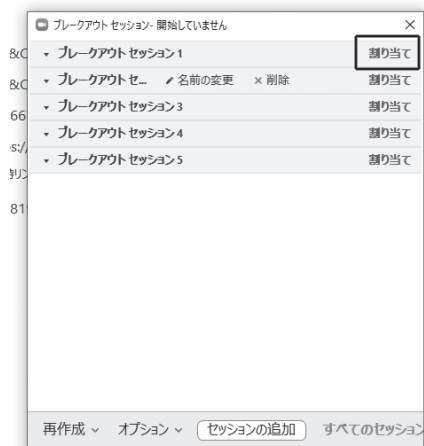 ブレークアウト セッション- 開始していません
ブレークアウト セッション 1 割り当て
ブレークアウト セ... 名前の変更 ×削除 割り当て
ブレークアウト セッション 3 割り当て
ブレークアウト セッション 4 割り当て
ブレークアウト セッション 5 割り当て
再作成 オプション セッションの追加 すべてのセッション
&C
&C
66
s://
81